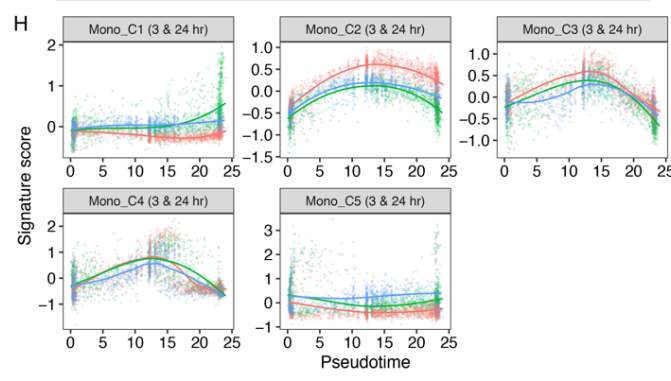 H
Mono_C1 (3 & 24 hr)
Mono_C2 (3 & 24 hr)
Mono_C3 (3 & 24 hr)
2
1
0
1.0
0.5
0.0
−0.5
−1.0
−1.5
1.0
0.5
0.0
−0.5
−1.0
0 5 10 15 20 25
0 5 10 15 20 25
0 5 10 15 20 25
Signature score
Mono_C4 (3 & 24 hr)
Mono_C5 (3 & 24 hr)
2
1
0
−1
3
2
1
0
−1
0 5 10 15 20 25
0 5 10 15 20 25
Pseudotime